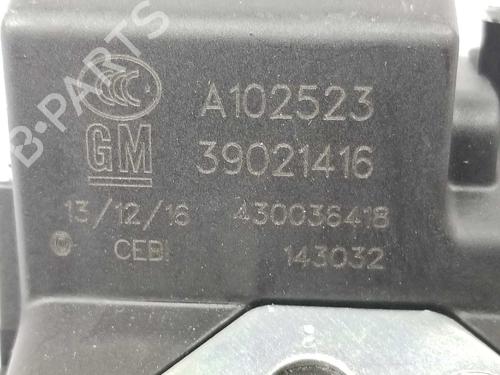 B·PARTS
CCC
A102523
GM
39021416
13/12/16 430036418
CEBI 143032